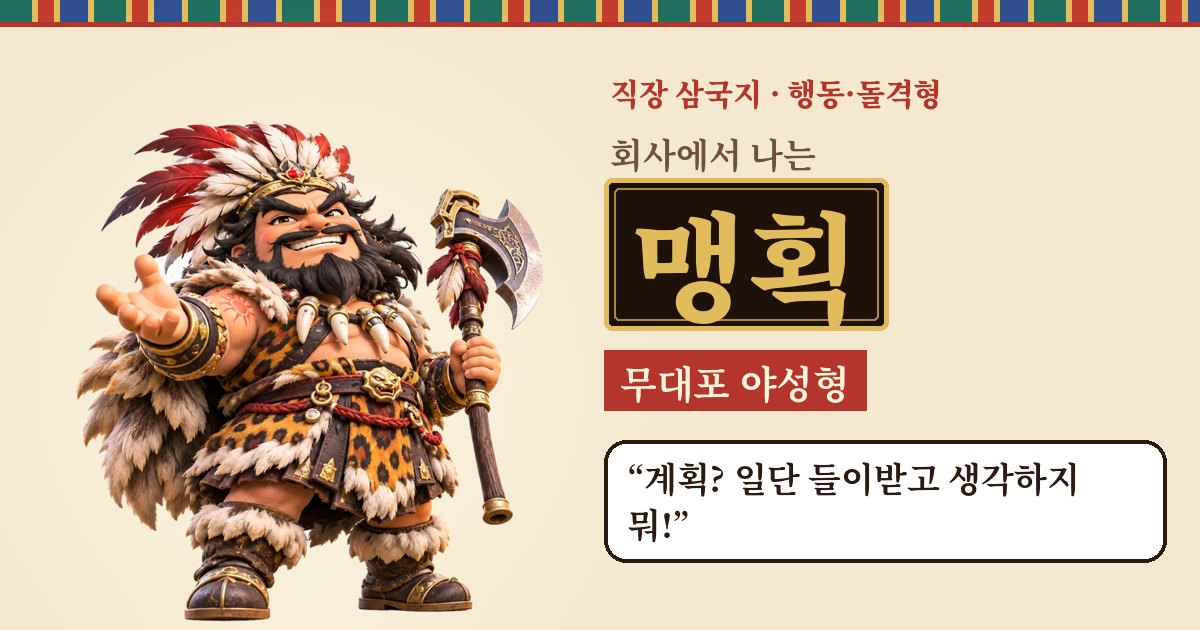 직장 삼국지 · 행동·돌격형
회사에서 나는
맹획
무대포 야성형
“계획? 일단 들이받고 생각하지
뭐!”